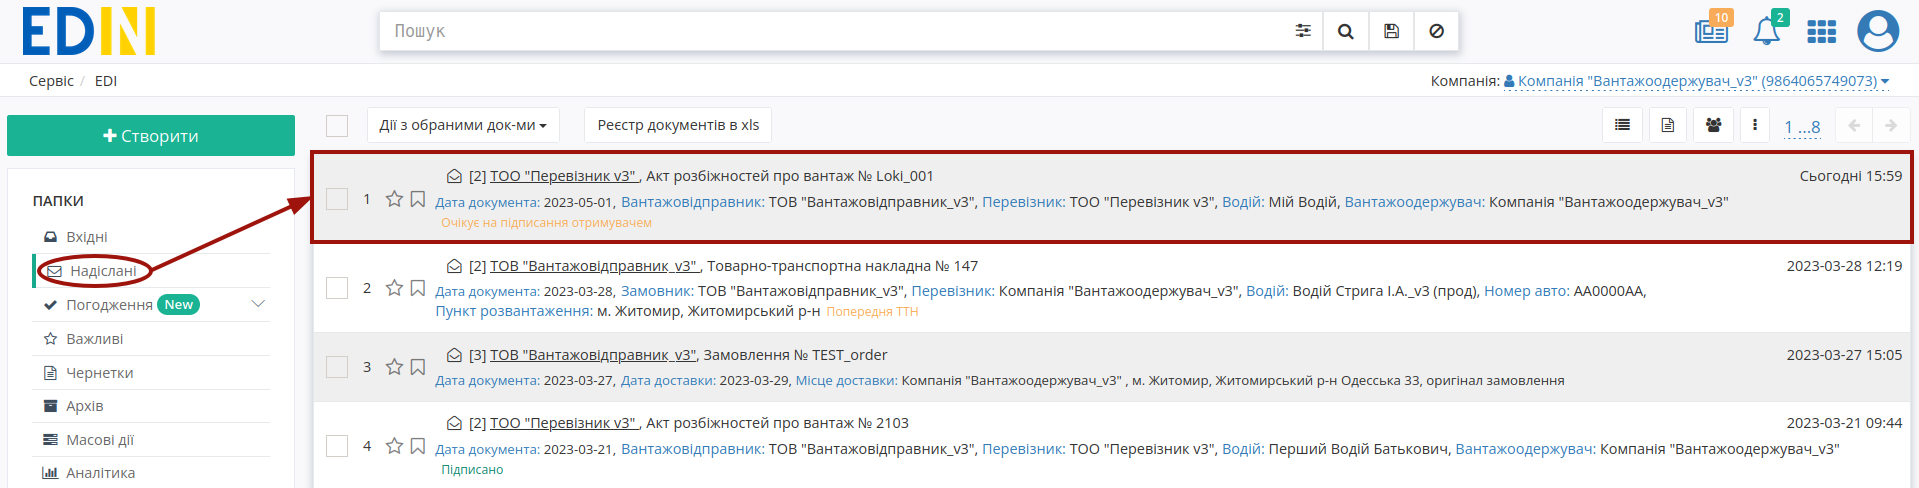 EDIN
Пошук
10
2
Сервіс / EDI
Компанія: Компанія "Вантажоодержувач_v3" (9864065749073)
Створити
Дії з обраними док-ми
Реєстр документів в xls
1 ...8
ПАПКИ
Вхідні
Надіслані
Погодження New
Важливі
Чернетки
Архів
Масові дії
Аналітика
1
[2] ТОО "Перевізник v3" , Акт розбіжностей про вантаж № Loki_001
Сьогодні 15:59
Дата документа: 2023-05-01, Вантажовідправник: ТОВ "Вантажовідправник_v3", Перевізник: ТОО "Перевізник v3", Водій: Мій Водій, Вантажоодержувач: Компанія "Вантажоодержувач_v3"
Очікує на підписання отримувачем
2
[2] ТОВ "Вантажовідправник_v3" , Товарно-транспортна накладна № 147
2023-03-28 12:19
Дата документа: 2023-03-28, Замовник: ТОВ "Вантажовідправник_v3", Перевізник: Компанія "Вантажоодержувач_v3", Водій: Водій Стрига І.А._v3 (прод), Номер авто: АА0000АА,
Пункт розвантаження: м. Житомир, Житомирський р-н Попередня ТТН
3
[3] ТОВ "Вантажовідправник_v3", Замовлення № TEST_order
2023-03-27 15:05
Дата документа: 2023-03-27, Дата доставки: 2023-03-29, Місце доставки: Компанія "Вантажоодержувач_v3" , м. Житомир, Житомирський р-н Одесська 33, оригінал замовлення
4
[2] ТОО "Перевізник v3" , Акт розбіжностей про вантаж № 2103
2023-03-21 09:44
Дата документа: 2023-03-21, Вантажовідправник: ТОВ "Вантажовідправник_v3", Перевізник: ТОО "Перевізник v3", Водій: Перший Водій Батькович, Вантажоодержувач: Компанія "Вантажоодержувач_v3"
Підписано